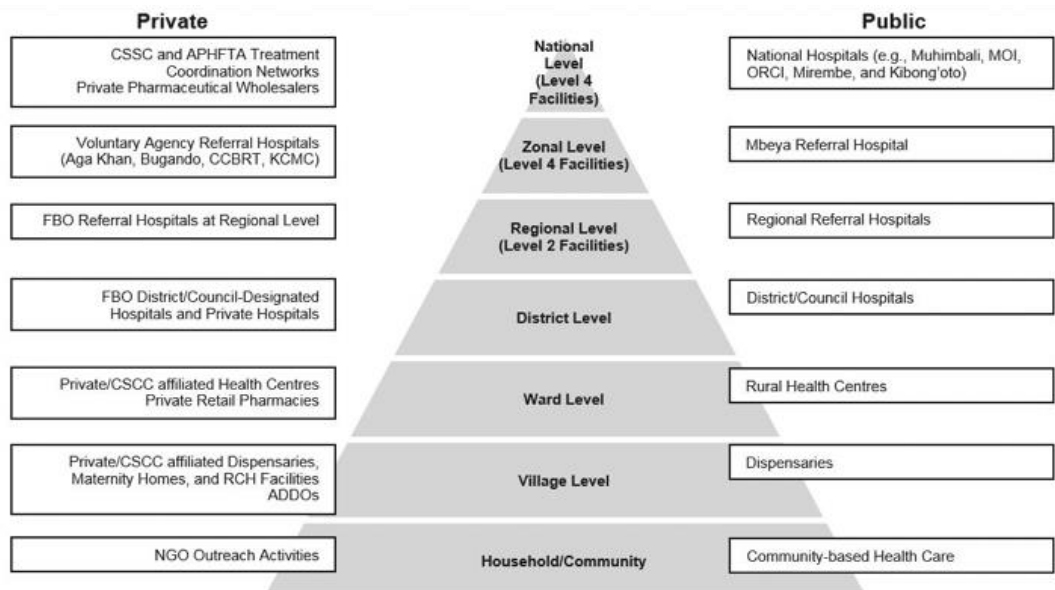 Private
Public
CSSC and APHFTA Treatment
Coordination Networks
Private Pharmaceutical Wholesalers
National
Level
(Level 4
Facilities)
National Hospitals (e.g., Muhimbali, MOI,
ORCI, Mirembe, and Kibong'oto)
Voluntary Agency Referral Hospitals
(Aga Khan, Bugando, CCBRT, KCMC)
Zonal Level
(Level 4 Facilities)
Mbeya Referral Hospital
FBO Referral Hospitals at Regional Level
Regional Level
(Level 2 Facilities)
Regional Referral Hospitals
FBO District/Council-Designated
Hospitals and Private Hospitals
District Level
District/Council Hospitals
Private/CSCC affiliated Health Centres
Private Retail Pharmacies
Ward Level
Rural Health Centres
Private/CSCC affiliated Dispensaries,
Maternity Homes, and RCH Facilities
ADDOs
Village Level
Dispensaries
NGO Outreach Activities
Household/Community
Community-based Health Care